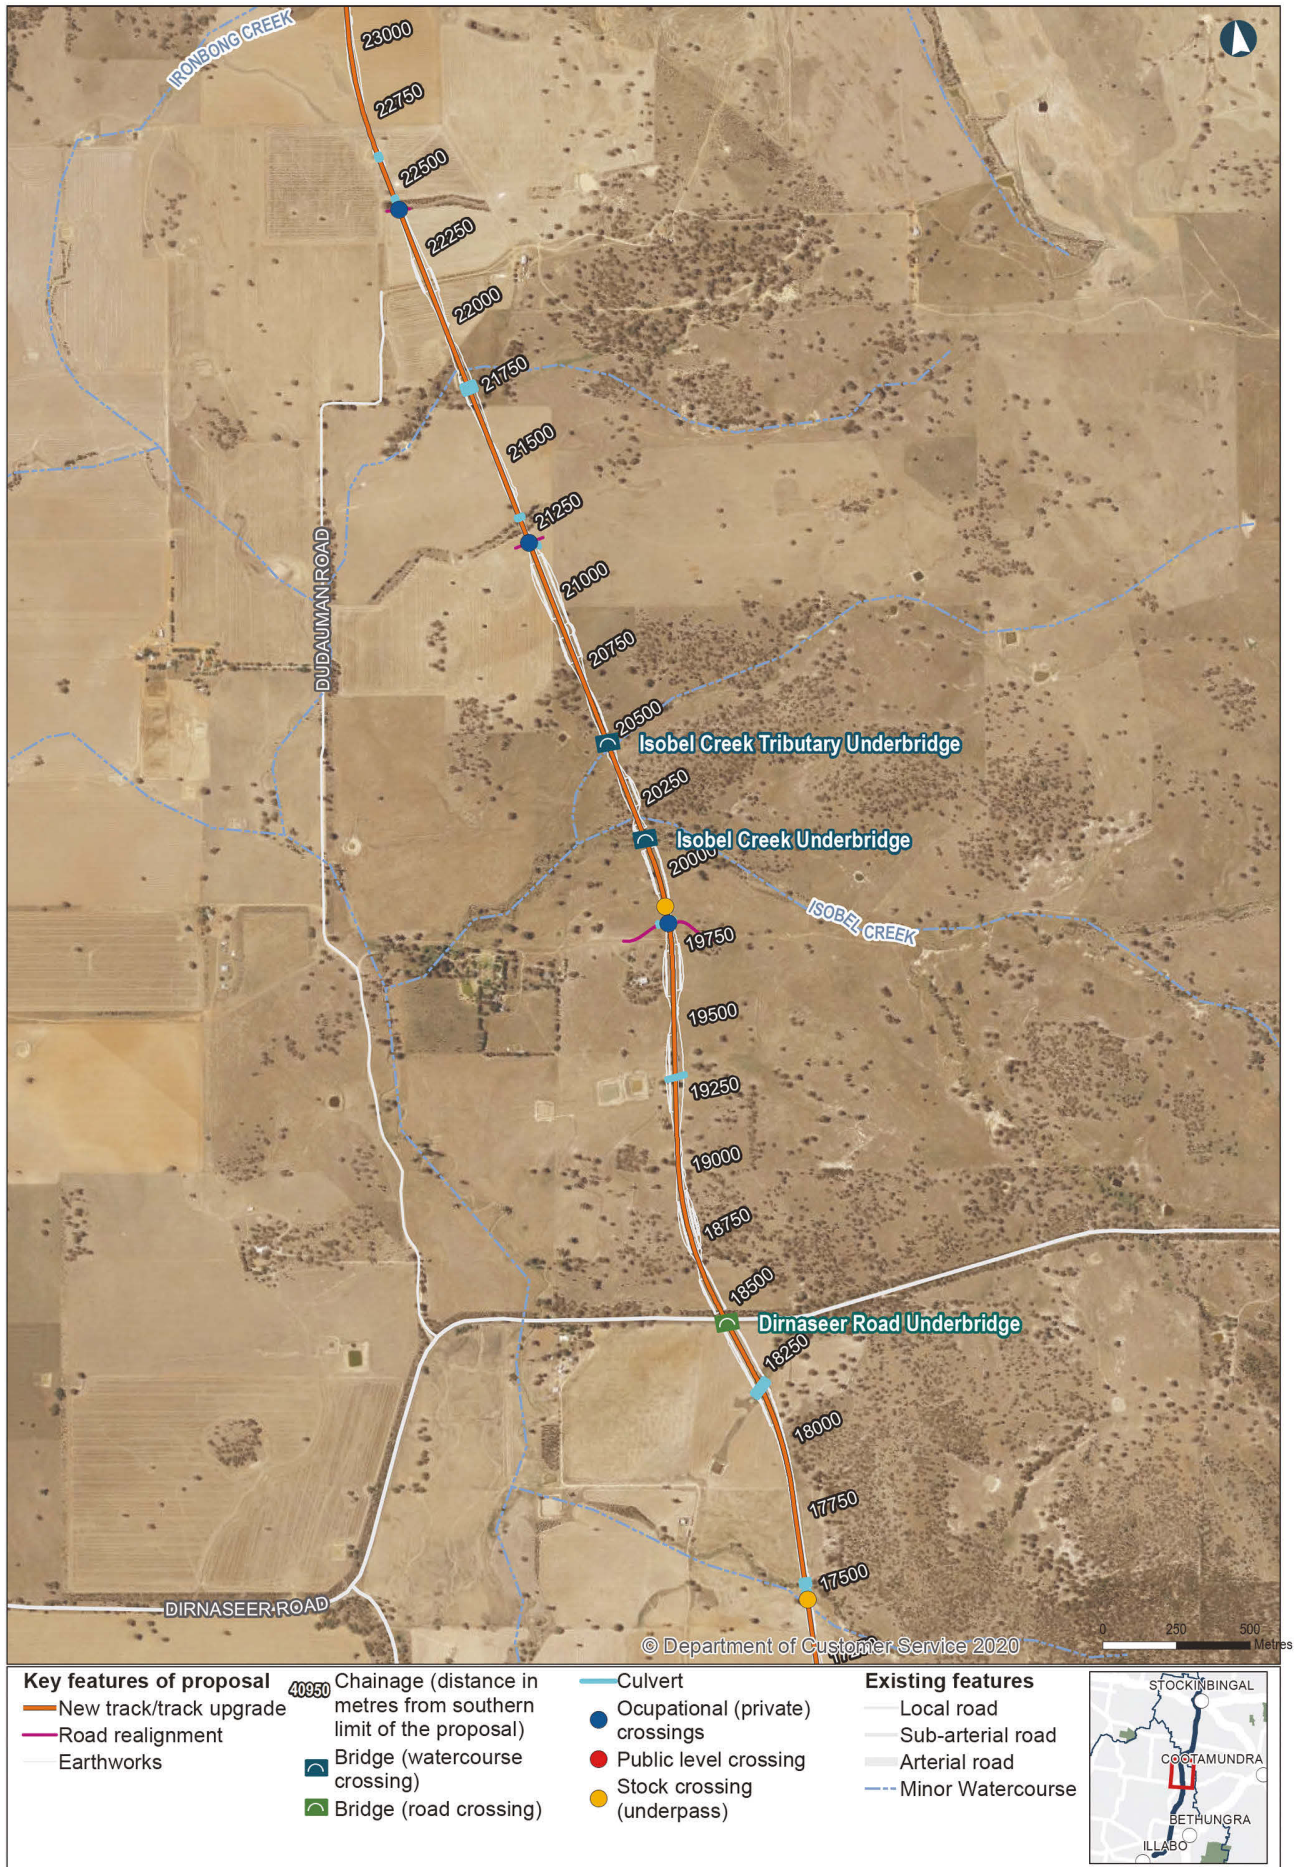 IRONBONG CREEK
23000
22750
22500
22250
22000
21750
21500
21250
21000
DUDAUMAN ROAD
20750
20500
Isobel Creek Tributary Underbridge
20250
Isobel Creek Underbridge
20000
ISOBEL CREEK
19750
19500
19250
19000
18750
18500
Dirnaseer Road Underbridge
18250
18000
17750
17500
DIRNASEER ROAD
© Department of Customer Service 2020
0 250 500
Metres
Key features of proposal
New track/track upgrade
Road realignment
Earthworks
40950
Chainage (distance in
metres from southern
limit of the proposal)
Bridge (watercourse
crossing)
Bridge (road crossing)
Culvert
Ocupational (private)
crossings
Public level crossing
Stock crossing
(underpass)
Existing features
Local road
Sub-arterial road
Arterial road
Minor Watercourse
STOCKINBINGAL
COOTAMUNDRA
BETHUNGRA
ILLABO